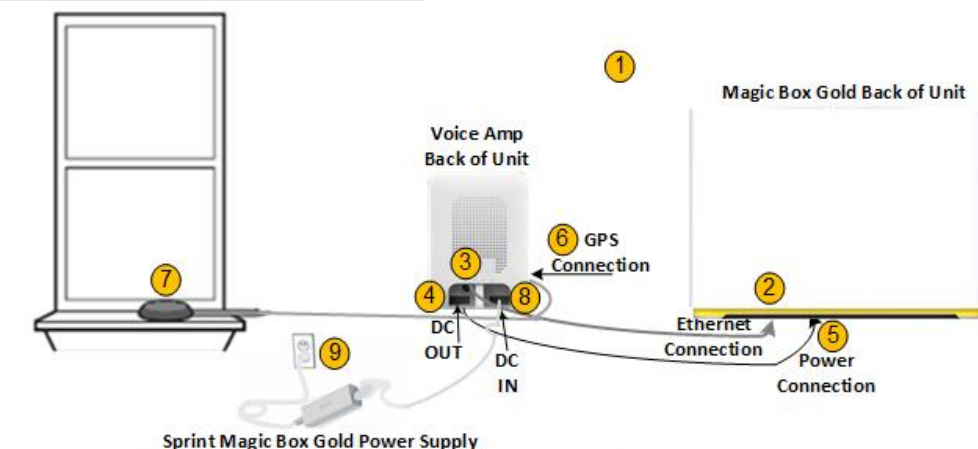 1
Magic Box Gold Back of Unit
Voice Amp
Back of Unit
6 GPS
Connection
3
7
2
4
8
DC
OUT
DC
IN
Ethernet
Connection
5
Power
Connection
9
Sprint Magic Box Gold Power Supply